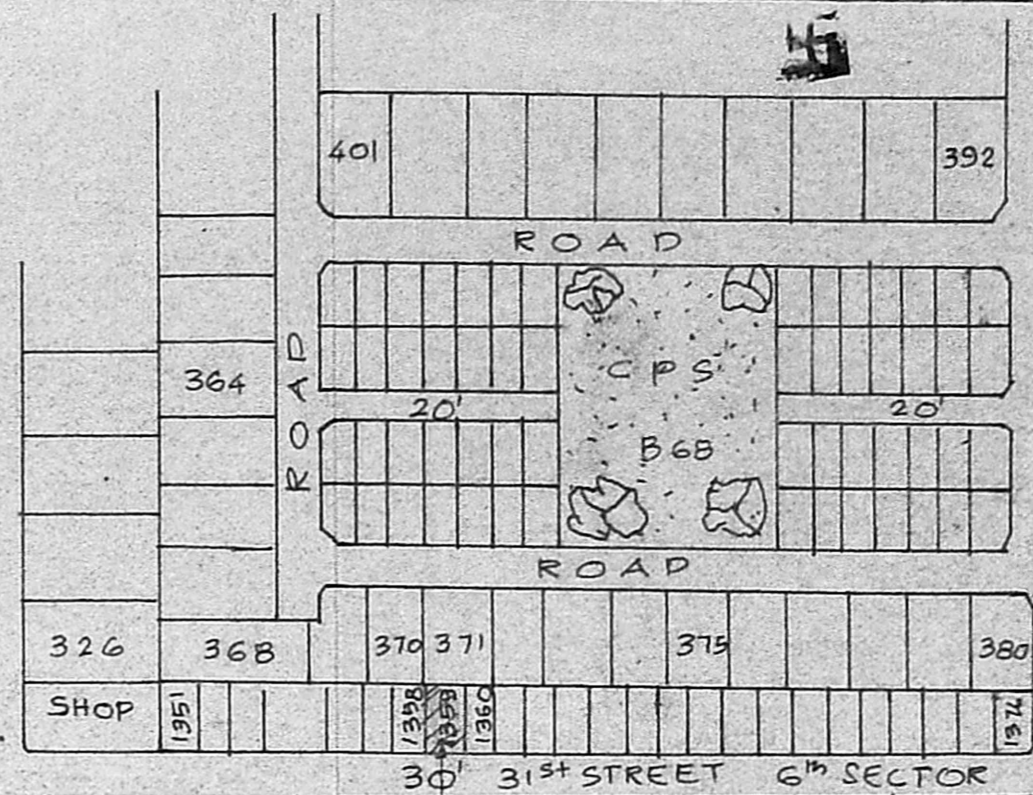 401 392
ROAD
ROAD
364
CPS
20' 20'
B68
ROAD
326 368 370 371 375 380
SHOP 1351 1358 1359 1360 1376
30' 31st STREET 6th SECTOR